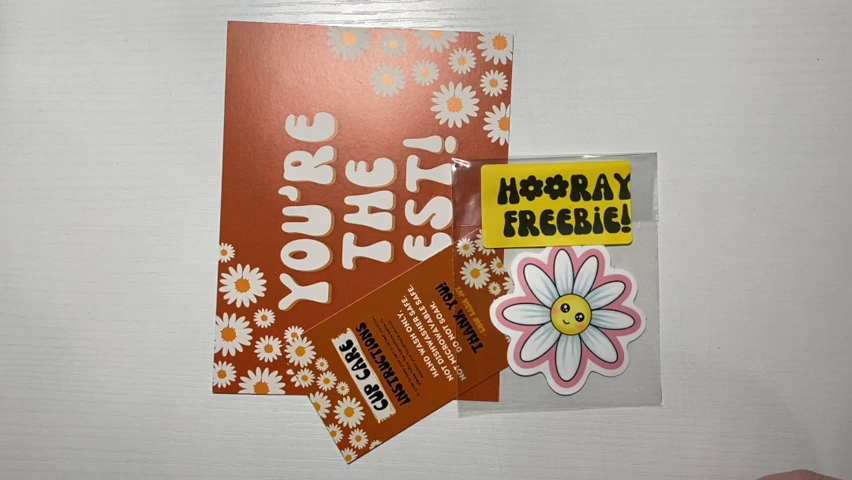 YOU'RE
THE
EST!
HOORAY
FREEBiE!
CUP CARE
iNSTRUCTiONS
HAND WASH ONLY.
NOT DISHWASHER SAFE.
NOT MICROWAVABLE SAFE.
DO NOT SOAK.
THANK YOU!